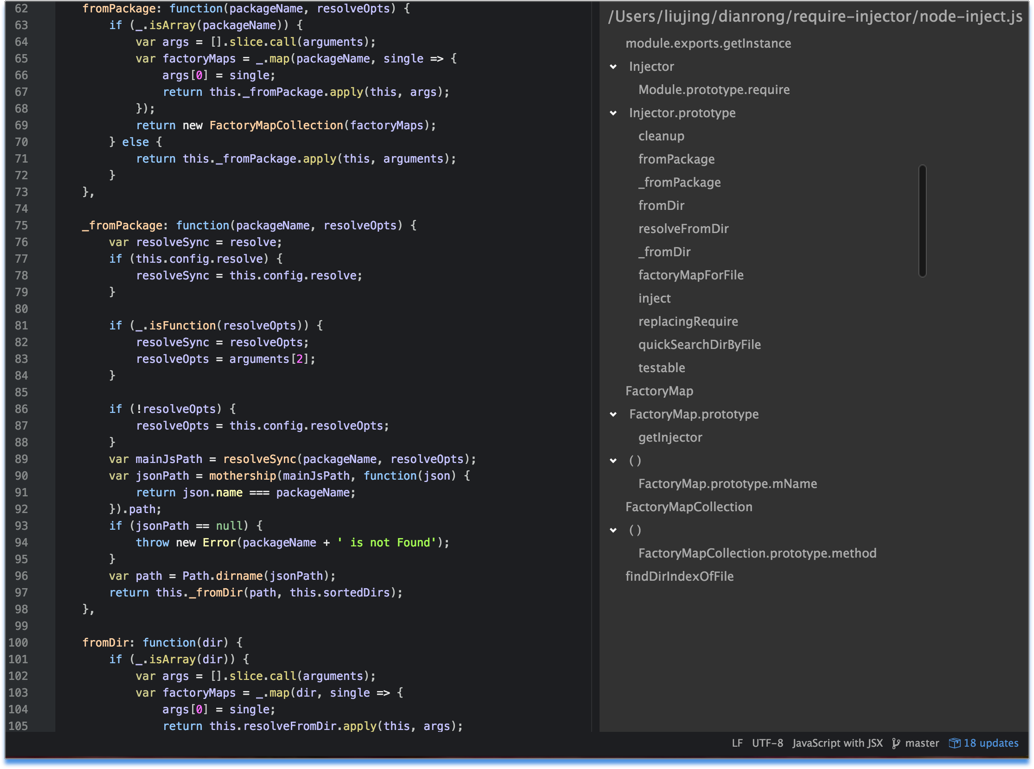 62 fromPackage: function(packageName, resolveOpts) {
63 if (_.isArray(packageName)) {
64 var args = [].slice.call(arguments);
65 var factoryMaps = _.map(packageName, single => {
66 args[0] = single;
67 return this._fromPackage.apply(this, args);
68 });
69 return new FactoryMapCollection(factoryMaps);
70 } else {
71 return this._fromPackage.apply(this, arguments);
72 }
73 },
74
75 _fromPackage: function(packageName, resolveOpts) {
76 var resolveSync = resolve;
77 if (this.config.resolve) {
78 resolveSync = this.config.resolve;
79 }
80
81 if (_.isFunction(resolveOpts)) {
82 resolveSync = resolveOpts;
83 resolveOpts = arguments[2];
84 }
85
86 if (!resolveOpts) {
87 resolveOpts = this.config.resolveOpts;
88 }
89 var mainJsPath = resolveSync(packageName, resolveOpts);
90 var jsonPath = mothership(mainJsPath, function(json) {
91 return json.name === packageName;
92 }).path;
93 if (jsonPath == null) {
94 throw new Error(packageName + ' is not Found');
95 }
96 var path = Path.dirname(jsonPath);
97 return this._fromDir(path, this.sortedDirs);
98 },
99
100 fromDir: function(dir) {
101 if (_.isArray(dir)) {
102 var args = [].slice.call(arguments);
103 var factoryMaps = _.map(dir, single => {
104 args[0] = single;
105 return this.resolveFromDir.apply(this, args);
/Users/liujing/dianrong/require-injector/node-inject.js
module.exports.getInstance
Injector
Module.prototype.require
Injector.prototype
cleanup
fromPackage
_fromPackage
fromDir
resolveFromDir
_fromDir
factoryMapForFile
inject
replacingRequire
quickSearchDirByFile
testable
FactoryMap
FactoryMap.prototype
getInjector
()
FactoryMap.prototype.mName
FactoryMapCollection
()
FactoryMapCollection.prototype.method
findDirIndexOfFile
LF UTF-8 JavaScript with JSX master 18 updates